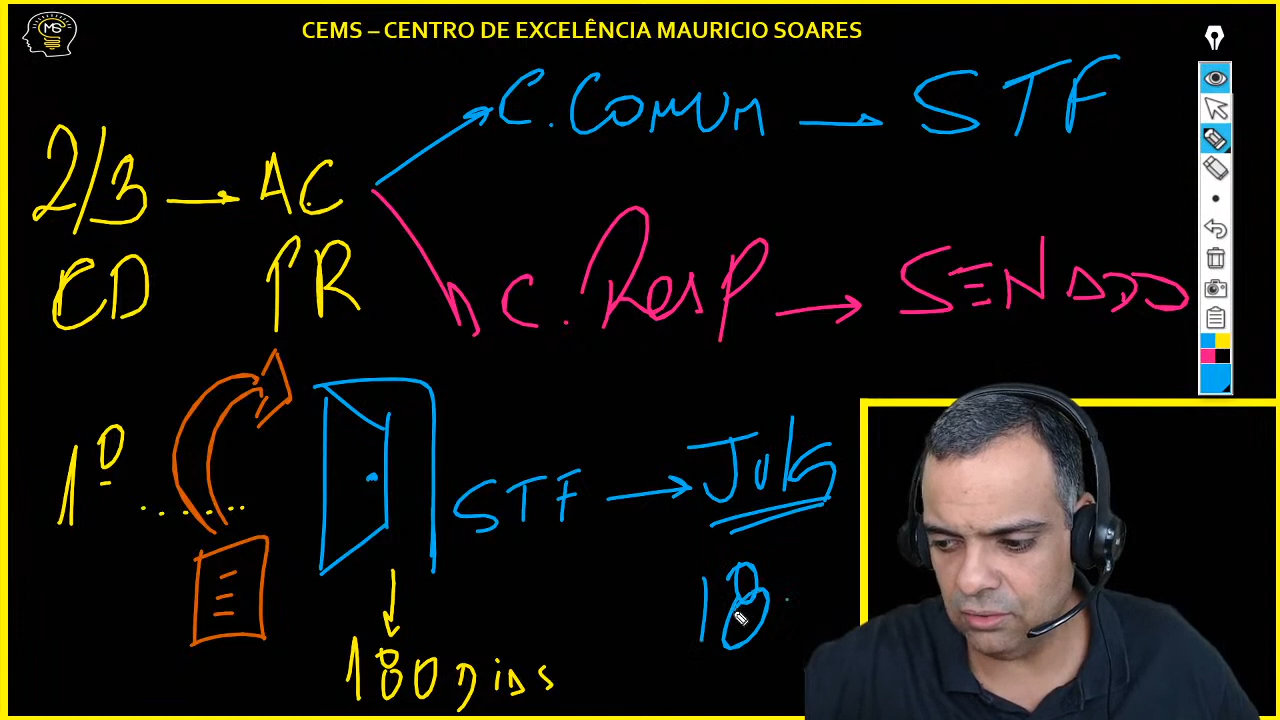 MS
CEMS – CENTRO DE EXCELÊNCIA MAURICIO SOARES
C. COMUM → STF
2/3 → AC
CD PR
C. RESP → SENADO
1º ......
STF → Julg
18
180 DIAS